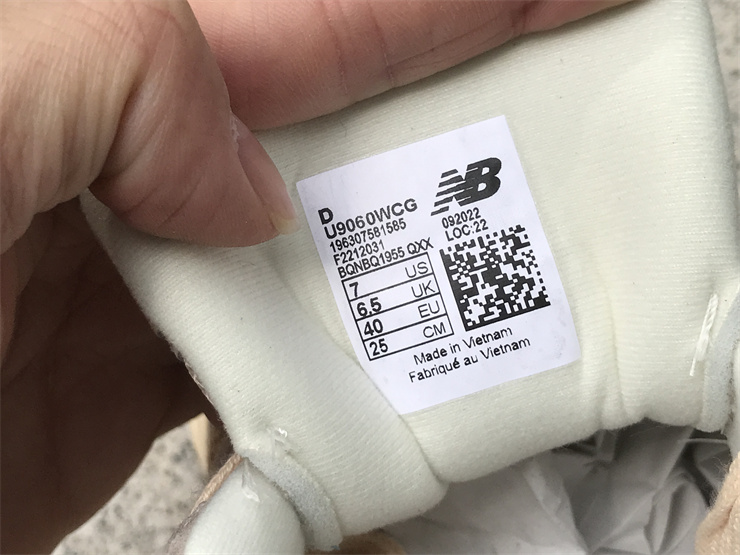 D
U9060WCG
196307581585
F2212031
BQNBQ1955 QXX
NB
092022
LOC:22
7 US
6.5 UK
40 EU
25 CM
Made in Vietnam
Fabriqué au Vietnam